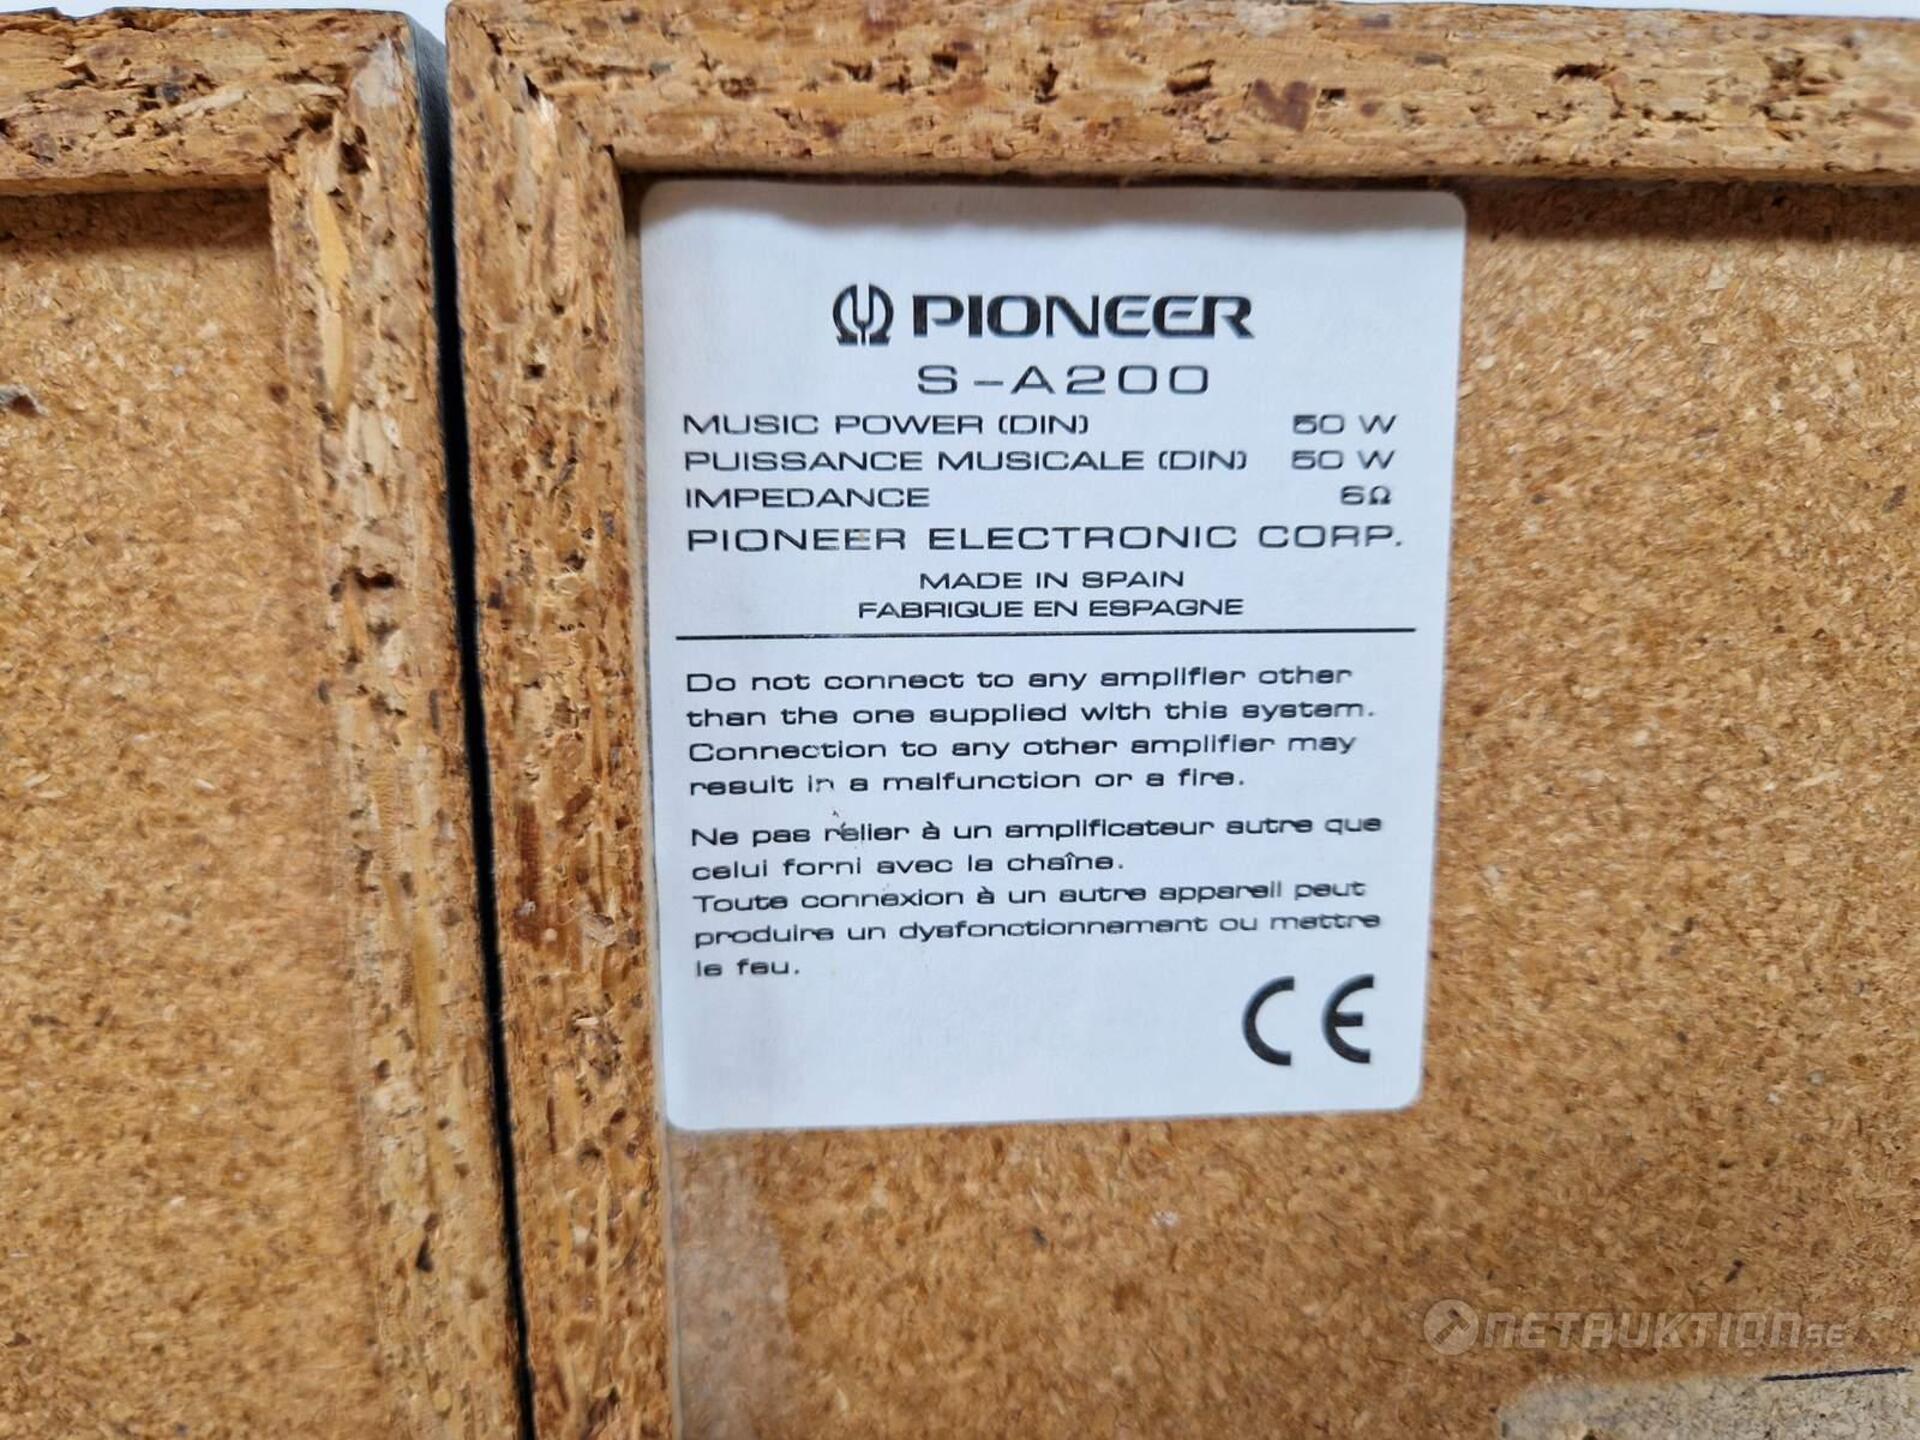 PIONEER
S-A200
MUSIC POWER (DIN) 50 W
PUISSANCE MUSICALE (DIN) 50 W
IMPEDANCE 6Ω
PIONEER ELECTRONIC CORP.
MADE IN SPAIN
FABRIQUE EN ESPAGNE
Do not connect to any amplifier other
than the one supplied with this system.
Connection to any other amplifier may
result in a malfunction or a fire.
Ne pas relier à un amplificateur autre que
celui forni avec la chaîne.
Toute connexion à un autre appareil peut
produire un dysfonctionnement ou mettre
le feu.
CE
NETAUKTION.SE